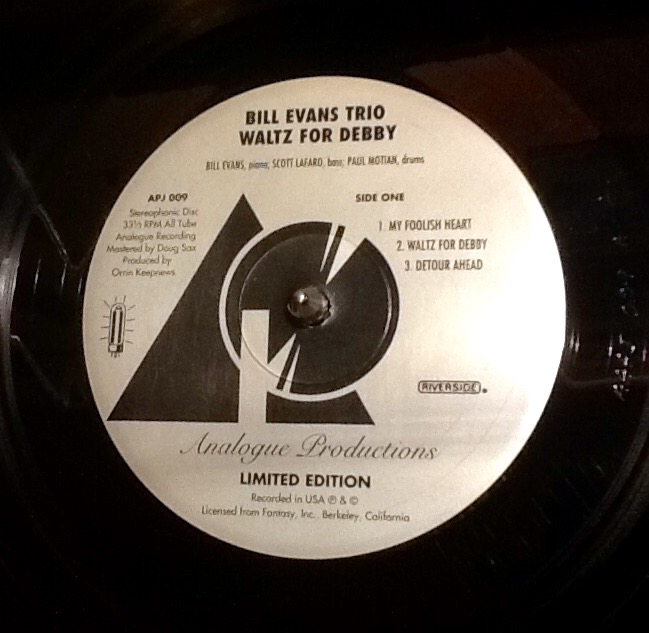 BILL EVANS TRIO
WALTZ FOR DEBBY
BILL EVANS, piano; SCOTT LAFARO, bass; PAUL MOTIAN, drums
APJ 009
Stereophonic Disc
33⅓ RPM All Tube
Analogue Recording
Mastered by Doug Sax
Produced by
Orrin Keepnews
SIDE ONE
1. MY FOOLISH HEART
2. WALTZ FOR DEBBY
3. DETOUR AHEAD
RIVERSIDE
Analogue Productions
LIMITED EDITION
Recorded in USA ℗ & ©
Licensed from Fantasy, Inc., Berkeley, California